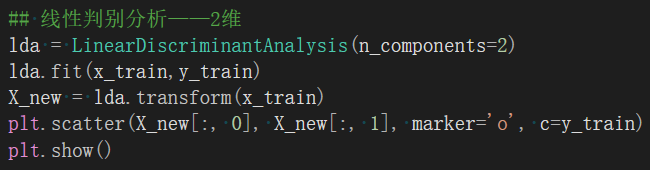 ## 线性判别分析——2维
lda = LinearDiscriminantAnalysis(n_components=2)
lda.fit(x_train,y_train)
X_new = lda.transform(x_train)
plt.scatter(X_new[:, 0], X_new[:, 1], marker='o', c=y_train)
plt.show()